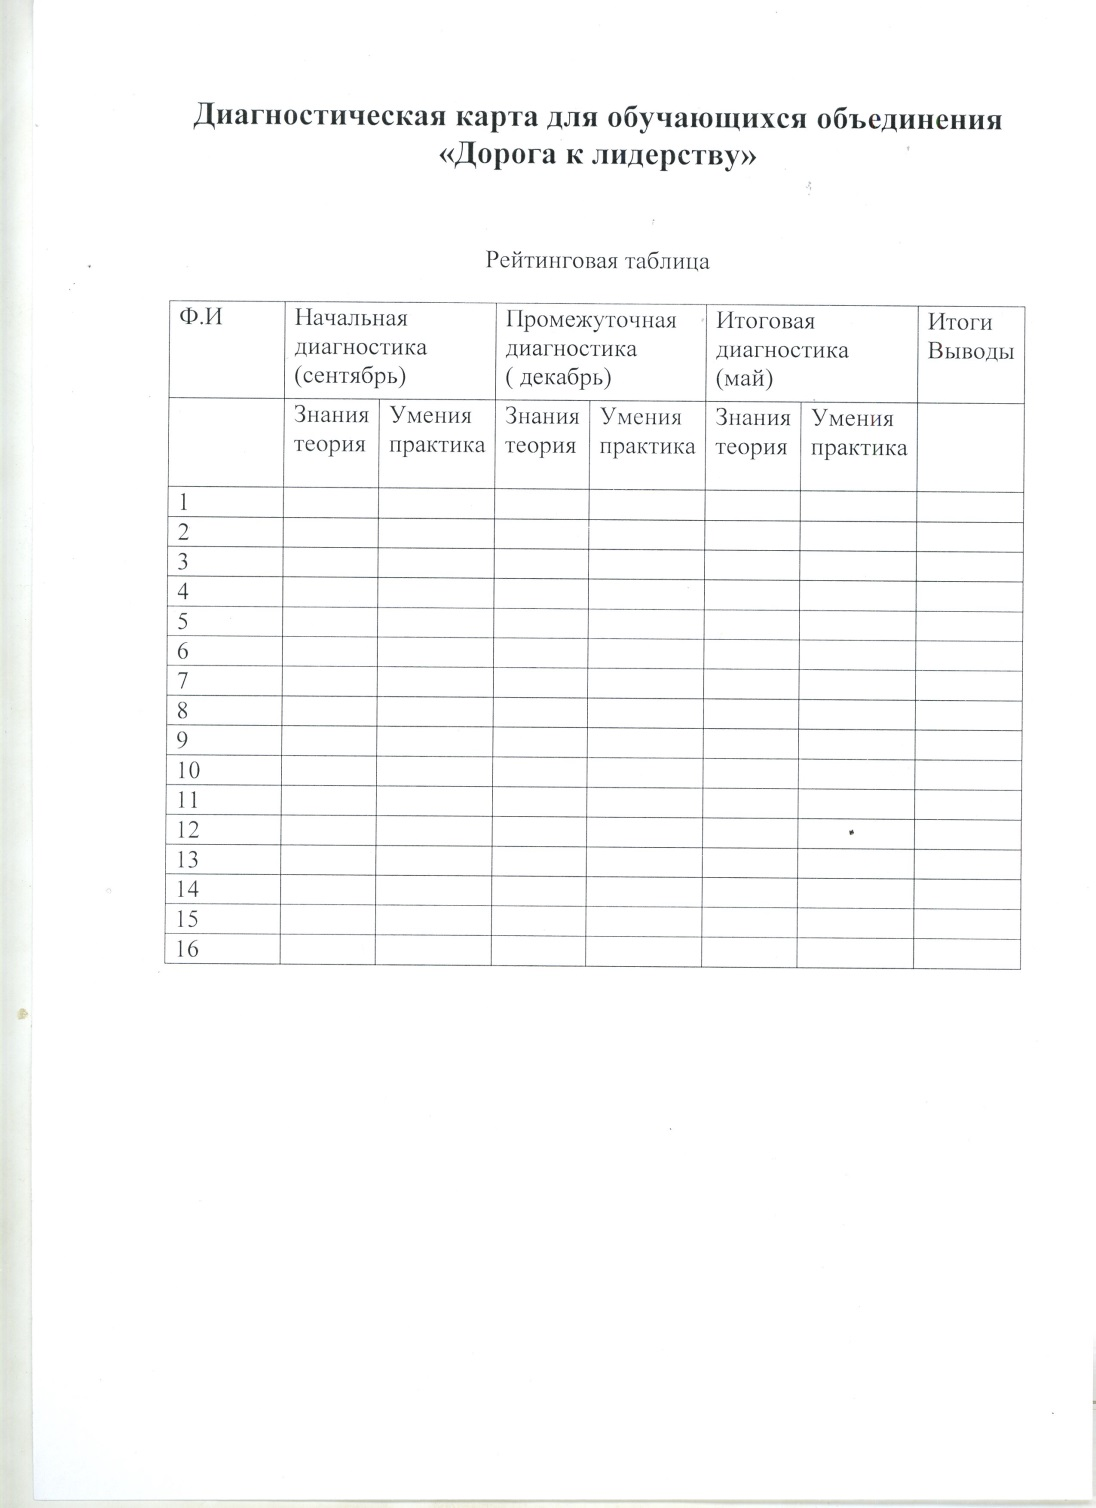 Диагностическая карта для обучающихся объединения
«Дорога к лидерству»
Рейтинговая таблица
Ф.И
Начальная
диагностика
(сентябрь)
Промежуточная
диагностика
( декабрь)
Итоговая
диагностика
(май)
Итоги
Выводы
Знания
теория
Умения
практика
Знания
теория
Умения
практика
Знания
теория
Умения
практика
1
2
3
4
5
6
7
8
9
10
11
12
13
14
15
16